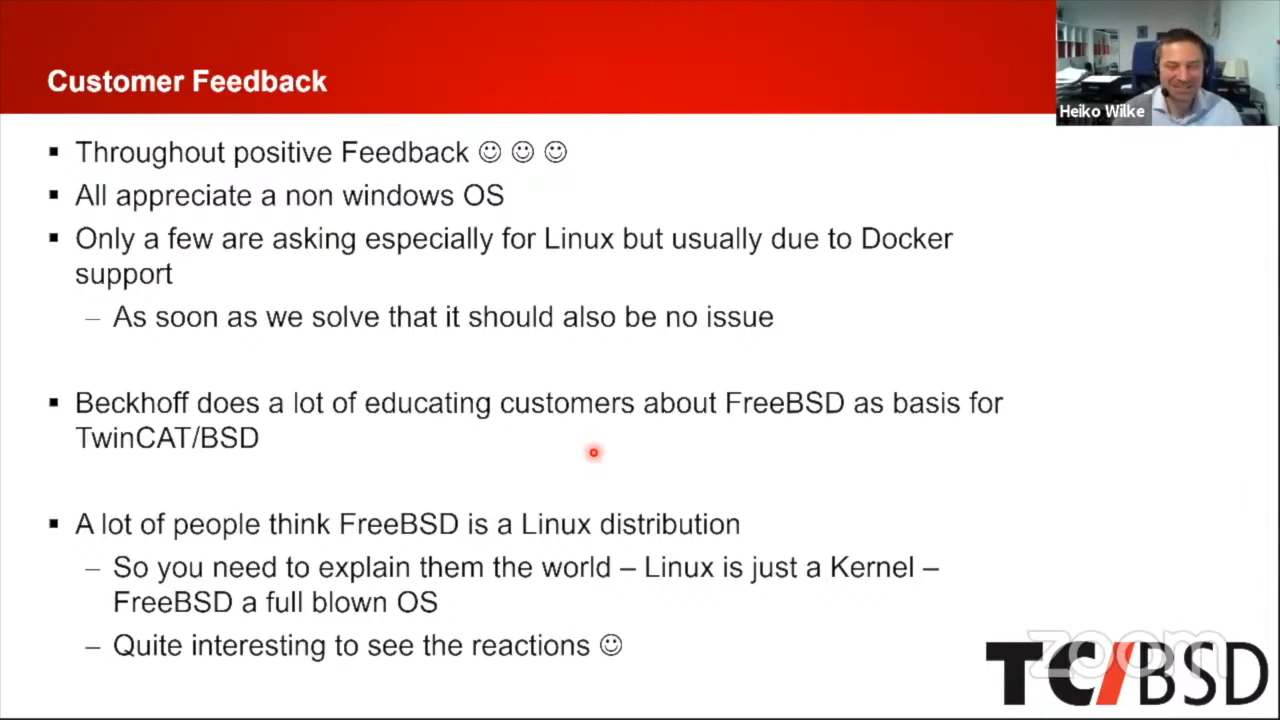 Customer Feedback
Heiko Wilke
▪ Throughout positive Feedback ☺ ☺ ☺
▪ All appreciate a non windows OS
▪ Only a few are asking especially for Linux but usually due to Docker
support
– As soon as we solve that it should also be no issue
▪ Beckhoff does a lot of educating customers about FreeBSD as basis for
TwinCAT/BSD
▪ A lot of people think FreeBSD is a Linux distribution
– So you need to explain them the world – Linux is just a Kernel –
FreeBSD a full blown OS
– Quite interesting to see the reactions ☺
zoom
TC/BSD